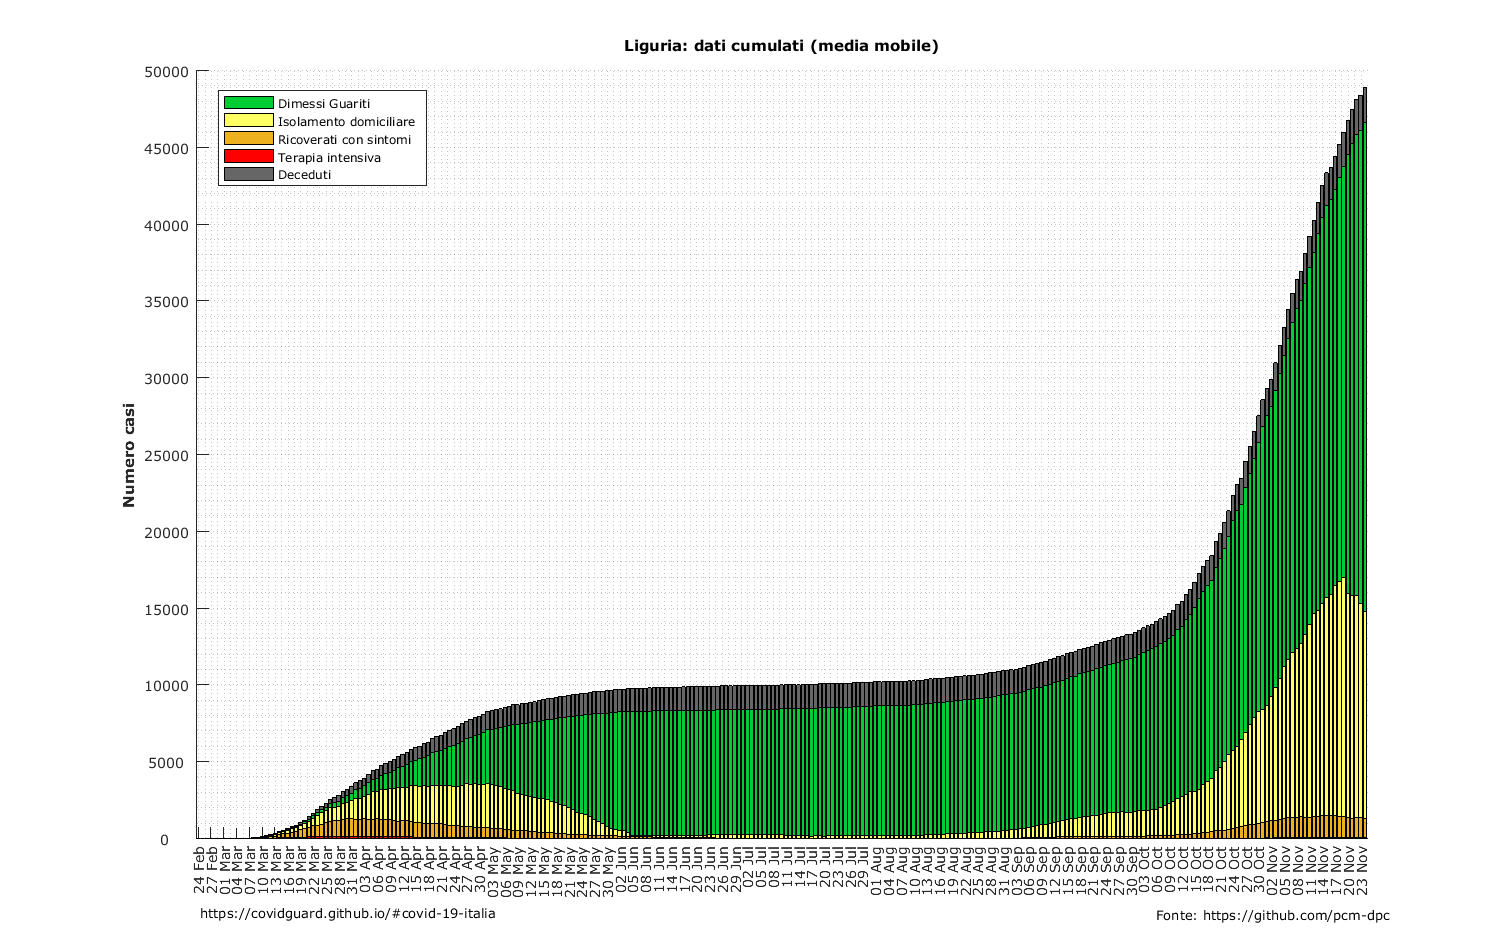 Liguria: dati cumulati (media mobile)
50000
45000
40000
35000
30000
25000
20000
15000
10000
5000
0
Numero casi
Dimessi Guariti
Isolamento domiciliare
Ricoverati con sintomi
Terapia intensiva
Deceduti
24 Feb
27 Feb
01 Mar
04 Mar
07 Mar
10 Mar
13 Mar
16 Mar
19 Mar
22 Mar
25 Mar
28 Mar
31 Mar
03 Apr
06 Apr
09 Apr
12 Apr
15 Apr
18 Apr
21 Apr
24 Apr
27 Apr
30 Apr
03 May
06 May
09 May
12 May
15 May
18 May
21 May
24 May
27 May
30 May
02 Jun
05 Jun
08 Jun
11 Jun
14 Jun
17 Jun
20 Jun
23 Jun
26 Jun
29 Jun
02 Jul
05 Jul
08 Jul
11 Jul
14 Jul
17 Jul
20 Jul
23 Jul
26 Jul
29 Jul
01 Aug
04 Aug
07 Aug
10 Aug
13 Aug
16 Aug
19 Aug
22 Aug
25 Aug
28 Aug
31 Aug
03 Sep
06 Sep
09 Sep
12 Sep
15 Sep
18 Sep
21 Sep
24 Sep
27 Sep
30 Sep
03 Oct
06 Oct
09 Oct
12 Oct
15 Oct
18 Oct
21 Oct
24 Oct
27 Oct
30 Oct
02 Nov
05 Nov
08 Nov
11 Nov
14 Nov
17 Nov
20 Nov
23 Nov
https://covidguard.github.io/#covid-19-italia
Fonte: https://github.com/pcm-dpc